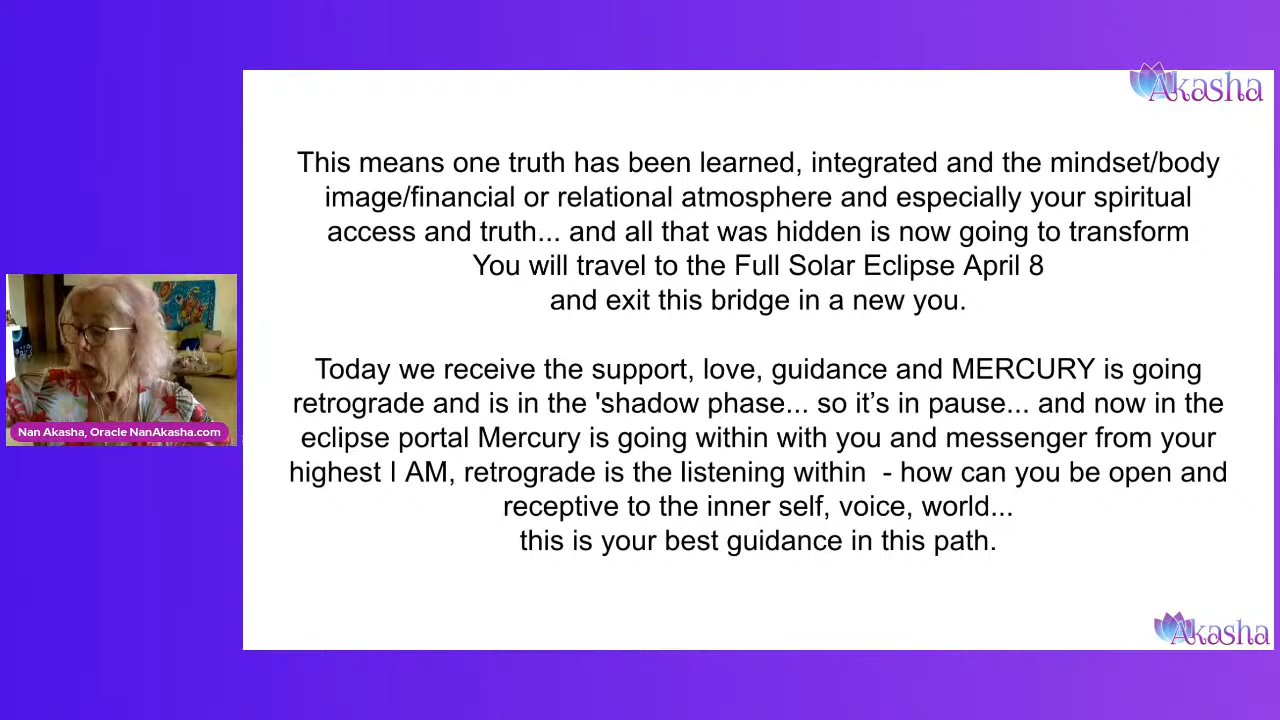 Akasha
This means one truth has been learned, integrated and the mindset/body
image/financial or relational atmosphere and especially your spiritual
access and truth... and all that was hidden is now going to transform
You will travel to the Full Solar Eclipse April 8
and exit this bridge in a new you.
Today we receive the support, love, guidance and MERCURY is going
retrograde and is in the 'shadow phase... so it’s in pause... and now in the
eclipse portal Mercury is going within with you and messenger from your
highest I AM, retrograde is the listening within  - how can you be open and
receptive to the inner self, voice, world...
this is your best guidance in this path.
Nan Akasha, Oracle NanAkasha.com
Akasha